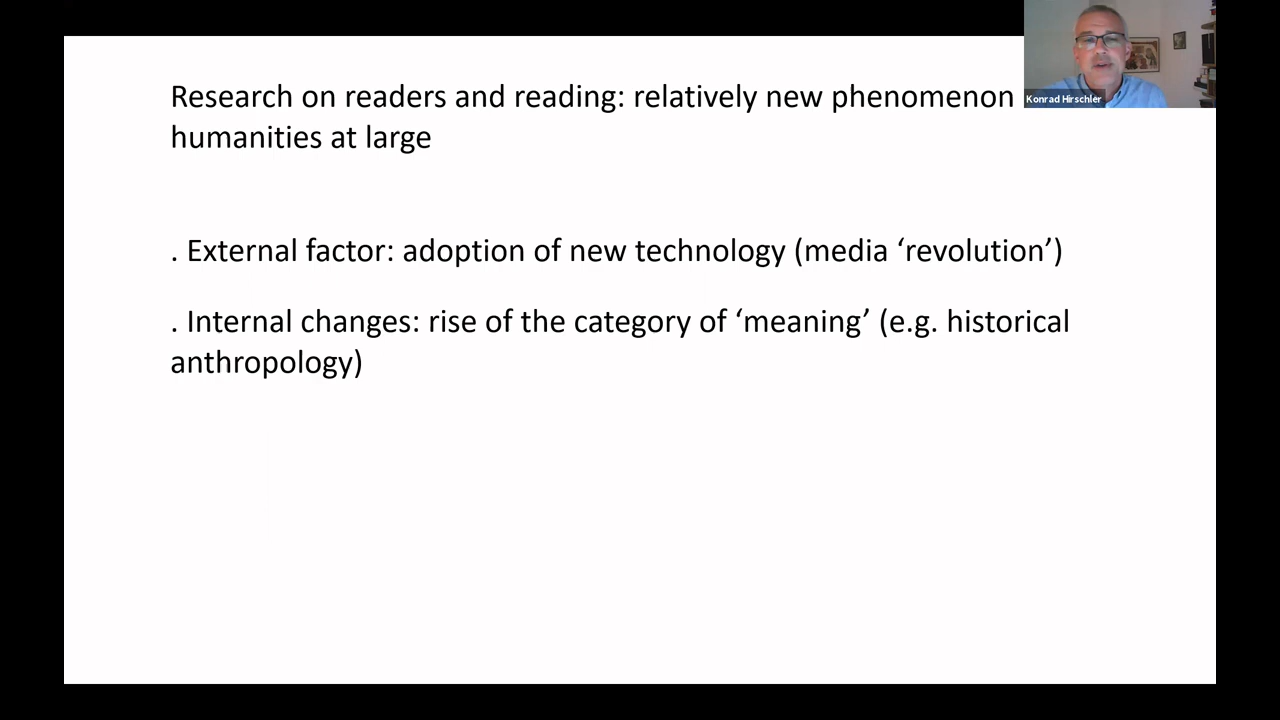 Research on readers and reading: relatively new phenomenon
Konrad Hirschler
humanities at large
. External factor: adoption of new technology (media ‘revolution’)
. Internal changes: rise of the category of ‘meaning’ (e.g. historical
anthropology)